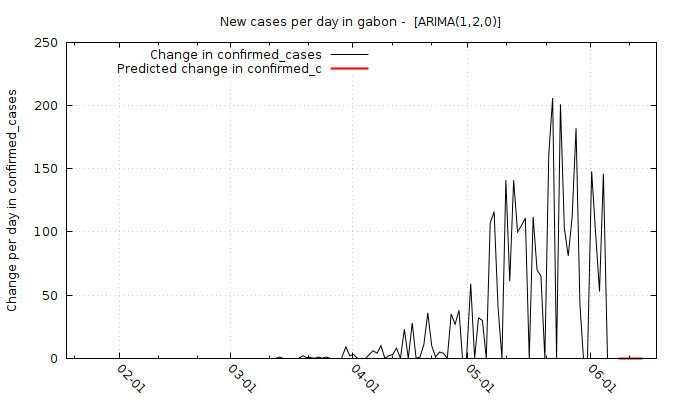 New cases per day in gabon -  [ARIMA(1,2,0)]
Change in confirmed_cases
Predicted change in confirmed_c
Change per day in confirmed_cases
250
200
150
100
50
0
02-01
03-01
04-01
05-01
06-01